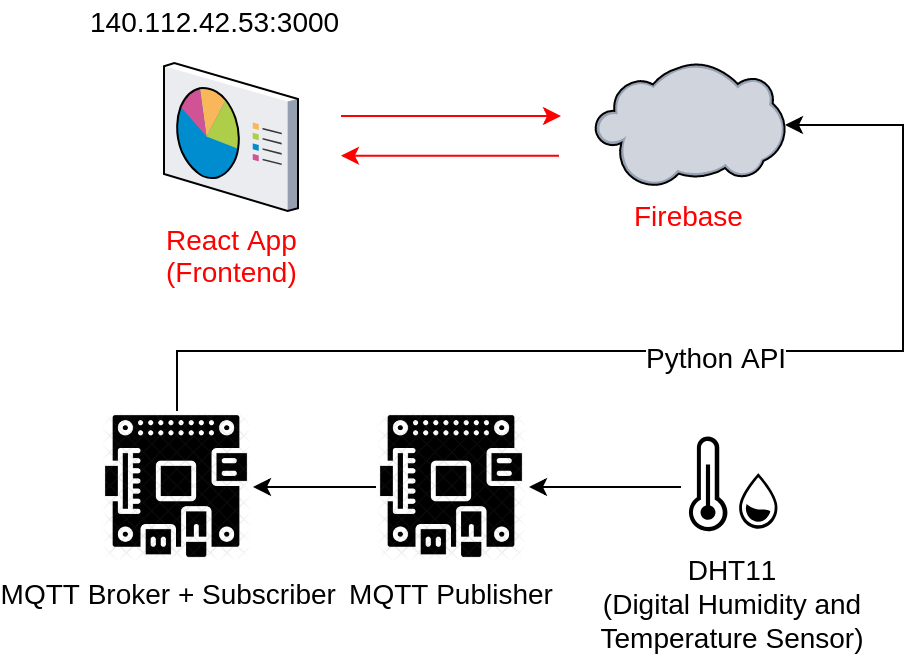 140.112.42.53:3000
React App
(Frontend)
Firebase
Python API
MQTT Broker + Subscriber
MQTT Publisher
DHT11
(Digital Humidity and
Temperature Sensor)